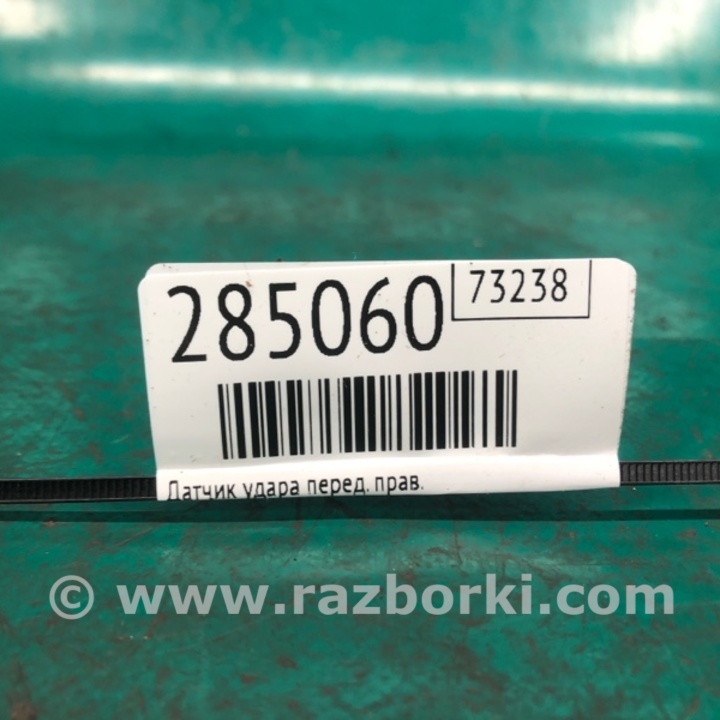 285060
73238
Датчик удара перед. прав.
© www.razborki.com